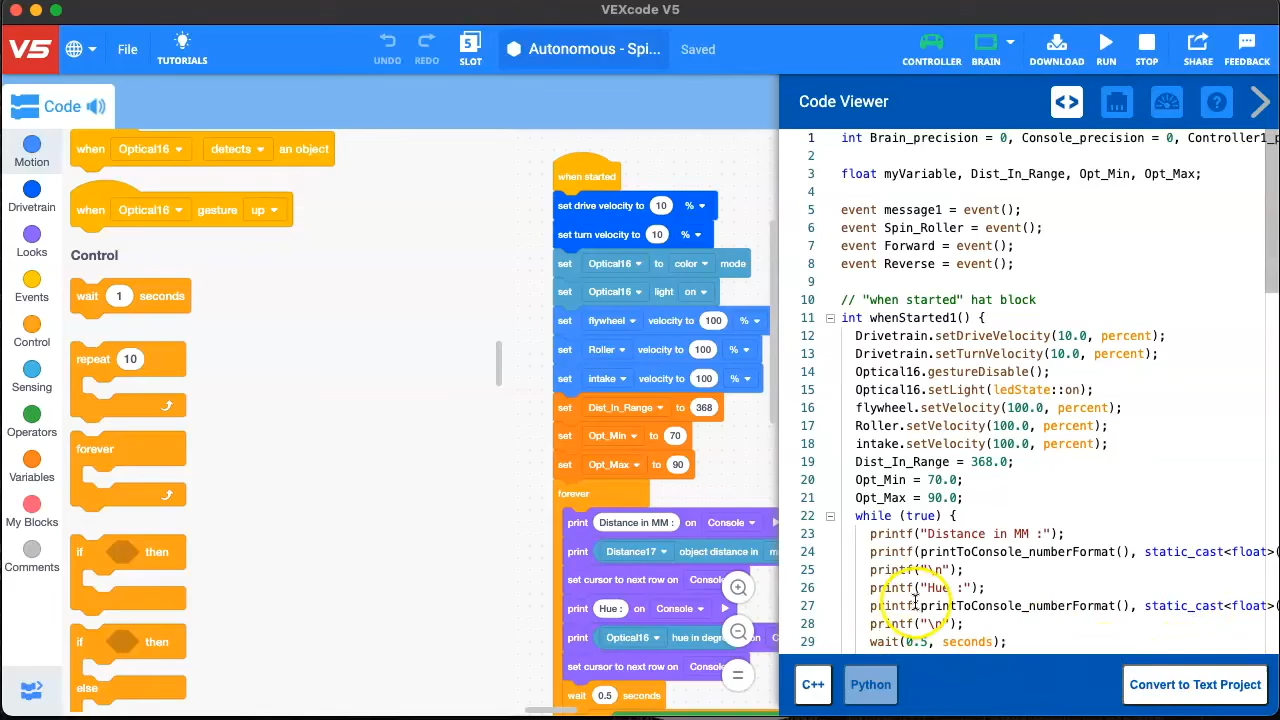 VEXcode V5
V5
File
TUTORIALS
UNDO
REDO
5
SLOT
Autonomous - Spi...
Saved
CONTROLLER
BRAIN
DOWNLOAD
RUN
STOP
SHARE
FEEDBACK
Code
Motion
Drivetrain
Looks
Events
Control
Sensing
Operators
Variables
My Blocks
Comments
when Optical16 detects an object
when Optical16 gesture up
Control
wait 1 seconds
repeat 10
forever
if then
if then
else
when started
set drive velocity to 10 %
set turn velocity to 10 %
set Optical16 to color mode
set Optical16 light on
set flywheel velocity to 100 %
set Roller velocity to 100 %
set intake velocity to 100 %
set Dist_In_Range to 368
set Opt_Min to 70
set Opt_Max to 90
forever
print Distance in MM : on Console
print Distance17 object distance in
set cursor to next row on
print Hue : on Console
print Optical16 hue in
set cursor to next row on
wait 0.5 seconds
Code Viewer
1 int Brain_precision = 0, Console_precision = 0,
2
3 float myVariable, Dist_In_Range, Opt_Min, Opt_Max;
4
5 event message1 = event();
6 event Spin_Roller = event();
7 event Forward = event();
8 event Reverse = event();
9
10 // "when started" hat block
11 int whenStarted1() {
12 Drivetrain.setDriveVelocity(10.0, percent);
13 Drivetrain.setTurnVelocity(10.0, percent);
14 Optical16.gestureDisable();
15 Optical16.setLight(ledState::on);
16 flywheel.setVelocity(100.0, percent);
17 Roller.setVelocity(100.0, percent);
18 intake.setVelocity(100.0, percent);
19 Dist_In_Range = 368.0;
20 Opt_Min = 70.0;
21 Opt_Max = 90.0;
22 while (true) {
23 printf("Distance in MM :");
24 printf(printToConsole_numberFormat(), static_cast<float>(
25 printf("\n");
26 printf("Hue :");
27 printf(printToConsole_numberFormat(), static_cast<float>(
28 printf("\n");
29 wait(0.5, seconds);
C++
Python
Convert to Text Project